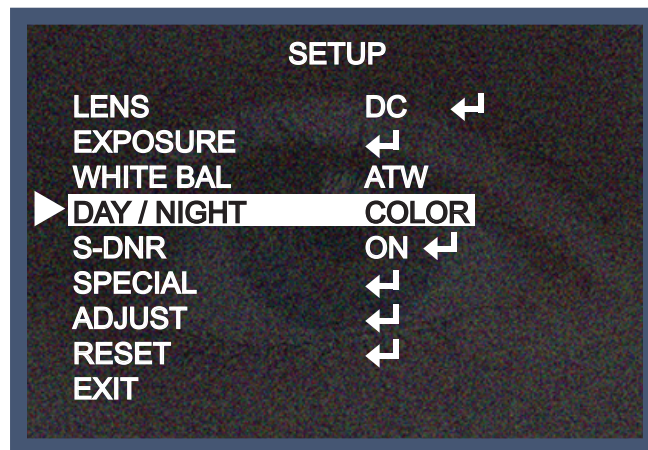 SETUP
LENS DC ↵
EXPOSURE ↵
WHITE BAL ATW
DAY / NIGHT COLOR
S-DNR ON ↵
SPECIAL ↵
ADJUST ↵
RESET ↵
EXIT